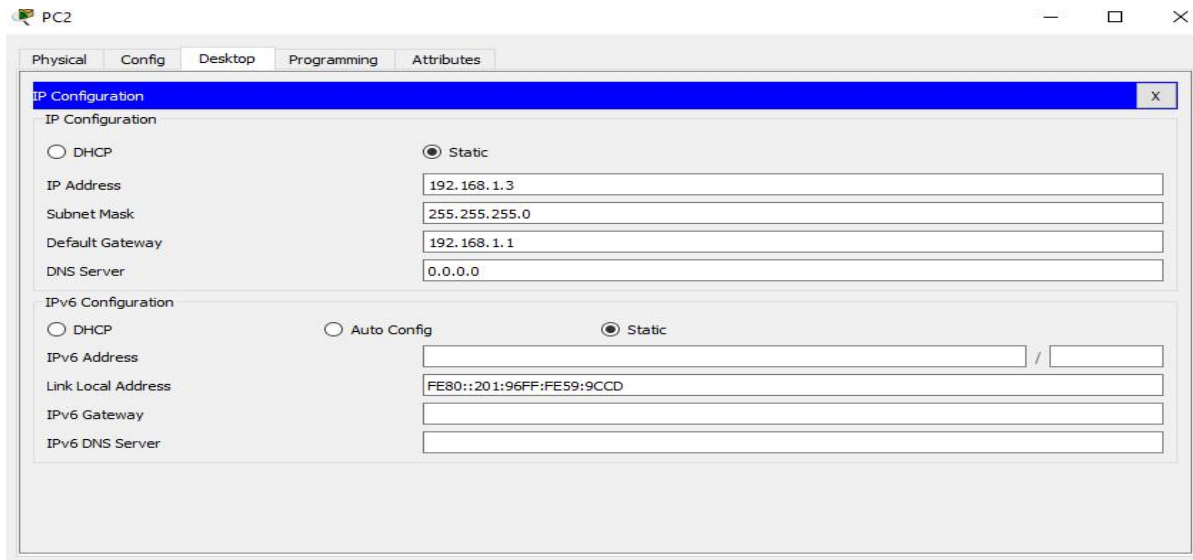 PC2
Physical Config Desktop Programming Attributes
IP Configuration X
IP Configuration
DHCP Static
IP Address 192.168.1.3
Subnet Mask 255.255.255.0
Default Gateway 192.168.1.1
DNS Server 0.0.0.0
IPv6 Configuration
DHCP Auto Config Static
IPv6 Address /
Link Local Address FE80::201:96FF:FE59:9CCD
IPv6 Gateway
IPv6 DNS Server